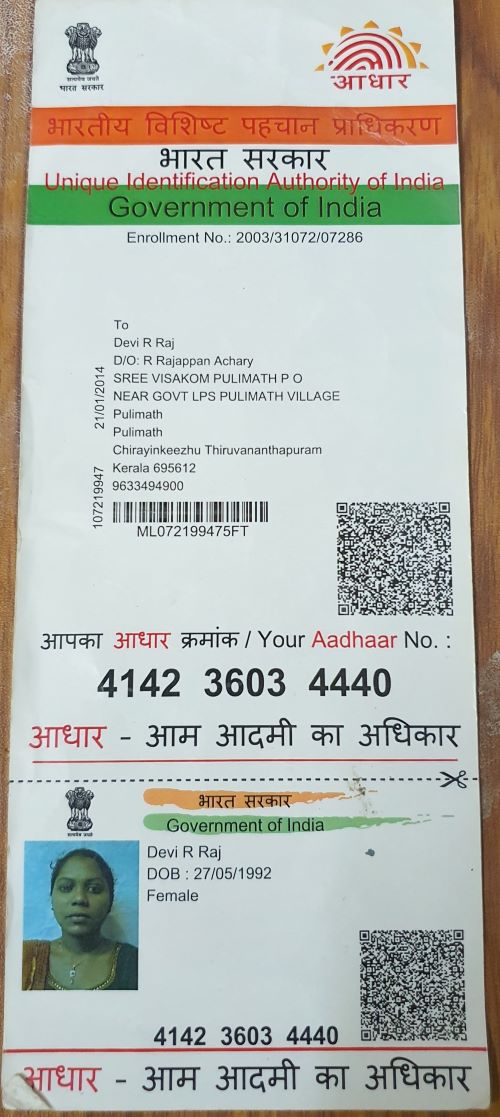 सत्यमेव जयते
भारत सरकार
आधार
भारतीय विशिष्ट पहचान प्राधिकरण
भारत सरकार
Unique Identification Authority of India
Government of India
Enrollment No.: 2003/31072/07286
To
Devi R Raj
D/O: R Rajappan Achary
SREE VISAKOM PULIMATH P O
NEAR GOVT LPS PULIMATH VILLAGE
Pulimath
Pulimath
Chirayinkeezhu Thiruvananthapuram
Kerala 695612
9633494900
21/01/2014
107219947
ML072199475FT
आपका आधार क्रमांक / Your Aadhaar No. :
4142 3603 4440
आधार - आम आदमी का अधिकार
सत्यमेव जयते
भारत सरकार
Government of India
Devi R Raj
DOB : 27/05/1992
Female
4142 3603 4440
आधार - आम आदमी का अधिकार